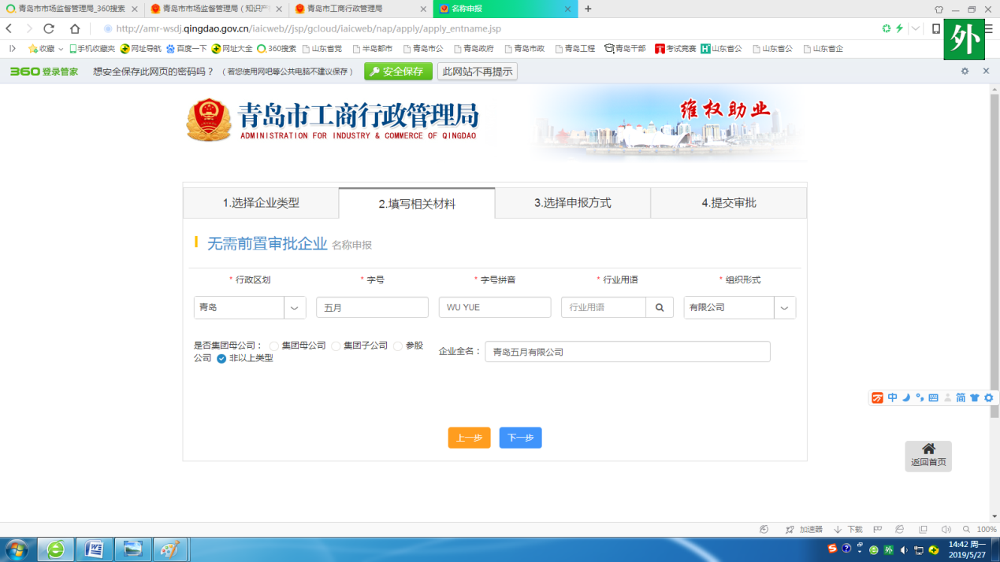 青岛市市场监督管理局_360搜索
青岛市市场监督管理局（知识产
青岛市工商行政管理局
名称申报
http://amr-wsdj.qingdao.gov.cn/iaicweb//jsp/gcloud/iaicweb/nap/apply/apply_entname.jsp
外
收藏 手机收藏夹 网址导航 百度一下 网址大全 360搜索 山东省党 半岛都市 青岛市公 青岛政府 青岛市政 青岛工程 青岛干部 考试竞赛 山东省公 山东省公 山东省企
360登录管家 想安全保存此网页的密码吗？ （若您使用网吧等公共电脑不建议保存） 安全保存 此网站不再提示
青岛市工商行政管理局
ADMINISTRATION FOR INDUSTRY & COMMERCE OF QINGDAO
维权助业
1.选择企业类型 2.填写相关材料 3.选择申报方式 4.提交审批
无需前置审批企业 名称申报
* 行政区划 * 字号 * 字号拼音 * 行业用语 * 组织形式
青岛 五月 WU YUE 行业用语 有限公司
是否集团母公司： 集团母公司 集团子公司 参股
公司 非以上类型
企业全名： 青岛五月有限公司
中 简
上一步 下一步
返回首页
加速器 下载 100%
外
14:42 周一
2019/5/27